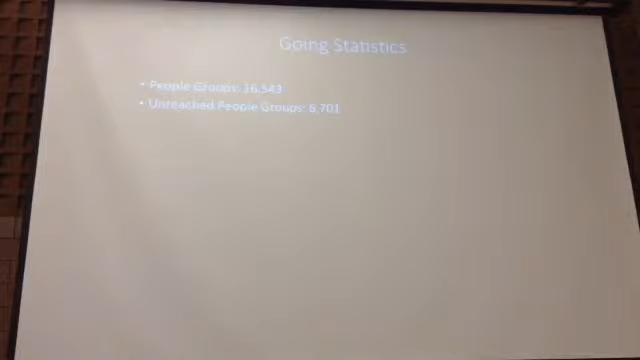 Going Statistics
• People Groups: 16,543
• Unreached People Groups: 6,701